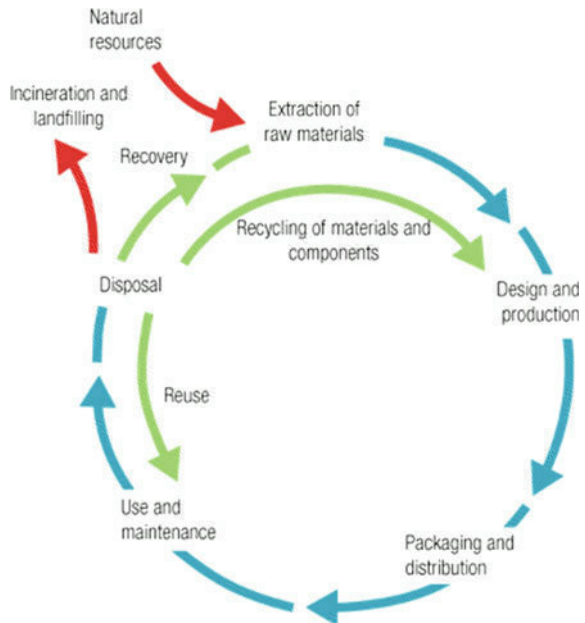 Natural
resources
Incineration and
landfilling
Extraction of
raw materials
Recovery
Recycling of materials and
components
Disposal
Design and
production
Reuse
Use and
maintenance
Packaging and
distribution